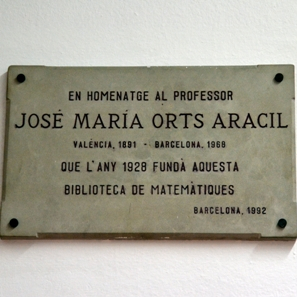 EN HOMENATGE AL PROFESSOR
JOSÉ MARÍA ORTS ARACIL
VALÈNCIA, 1891 - BARCELONA, 1968
QUE L'ANY 1928 FUNDÀ AQUESTA
BIBLIOTECA DE MATEMÀTIQUES
BARCELONA, 1992